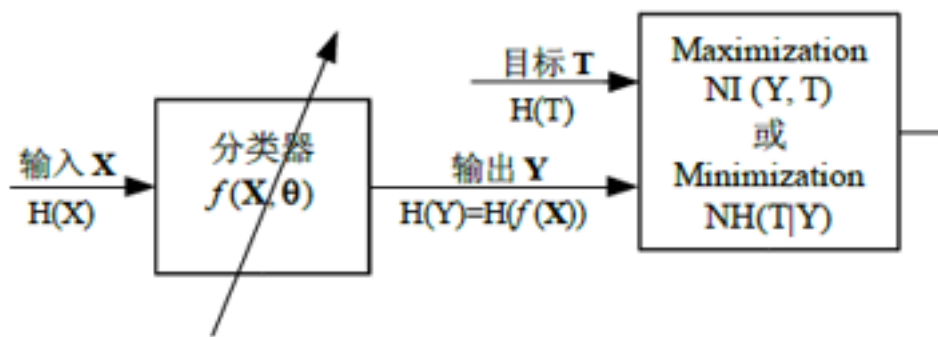 输入 X
H(X)
分类器
f(X, θ)
目标 T
H(T)
输出 Y
H(Y)=H(f(X))
Maximization
NI (Y, T)
或
Minimization
NH(T|Y)